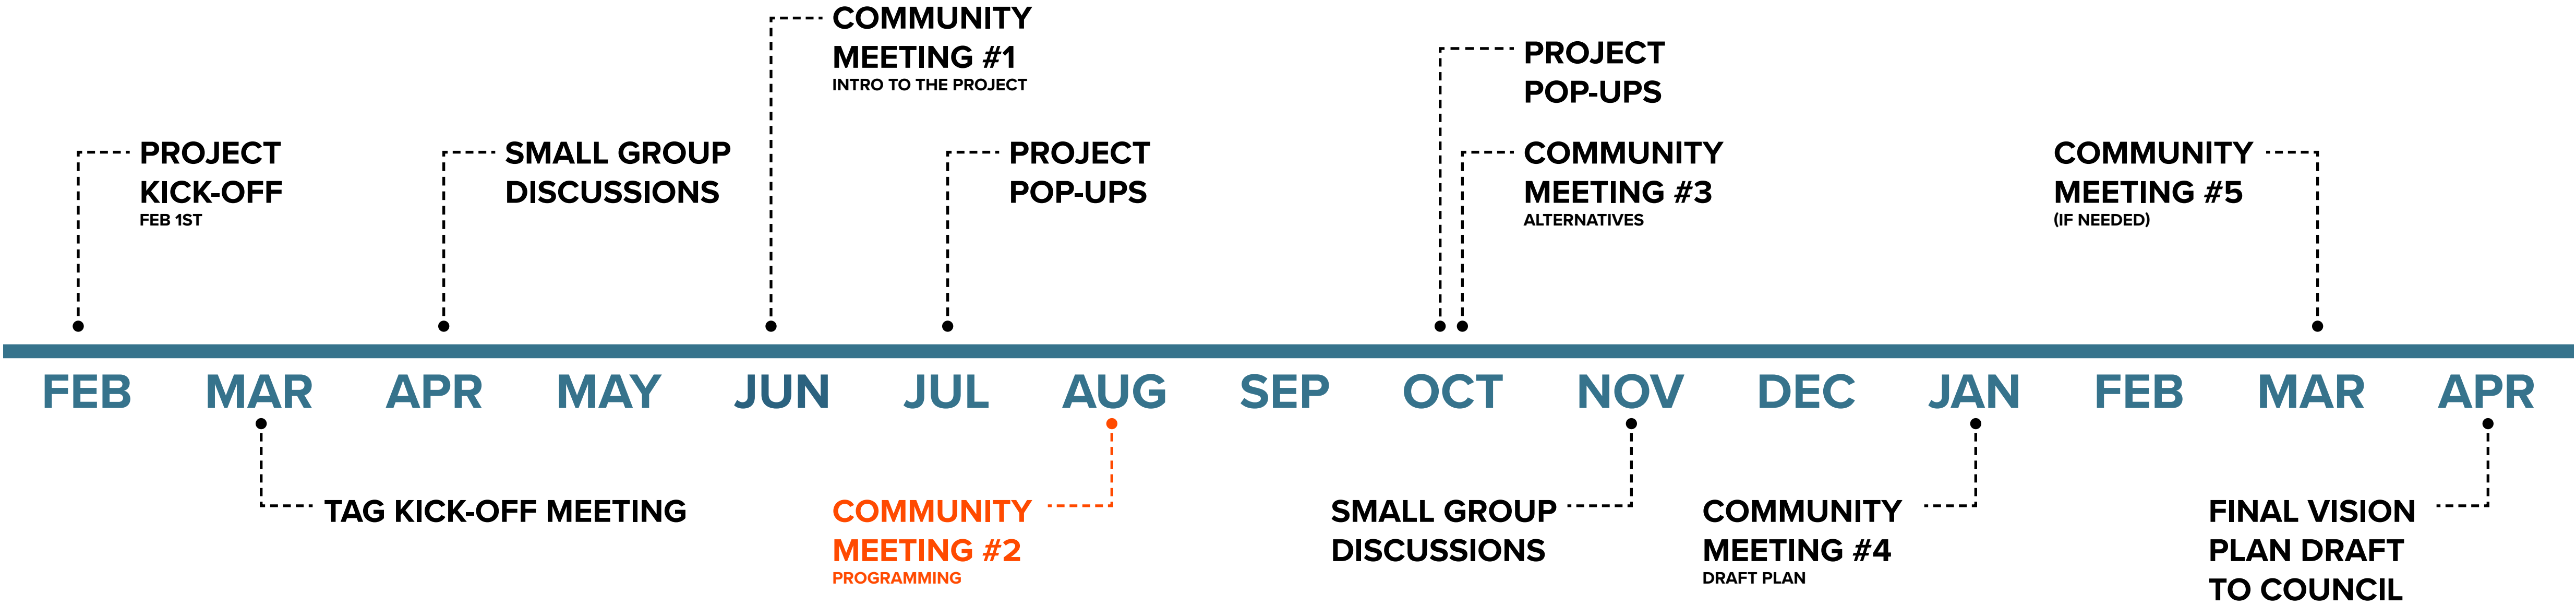 COMMUNITY
MEETING #1
INTRO TO THE PROJECT
PROJECT
POP-UPS
PROJECT
KICK-OFF
FEB 1ST
SMALL GROUP
DISCUSSIONS
PROJECT
POP-UPS
COMMUNITY
MEETING #3
ALTERNATIVES
COMMUNITY
MEETING #5
(IF NEEDED)
FEB MAR APR MAY JUN JUL AUG SEP OCT NOV DEC JAN FEB MAR APR
TAG KICK-OFF MEETING
COMMUNITY
MEETING #2
PROGRAMMING
SMALL GROUP
DISCUSSIONS
COMMUNITY
MEETING #4
DRAFT PLAN
FINAL VISION
PLAN DRAFT
TO COUNCIL